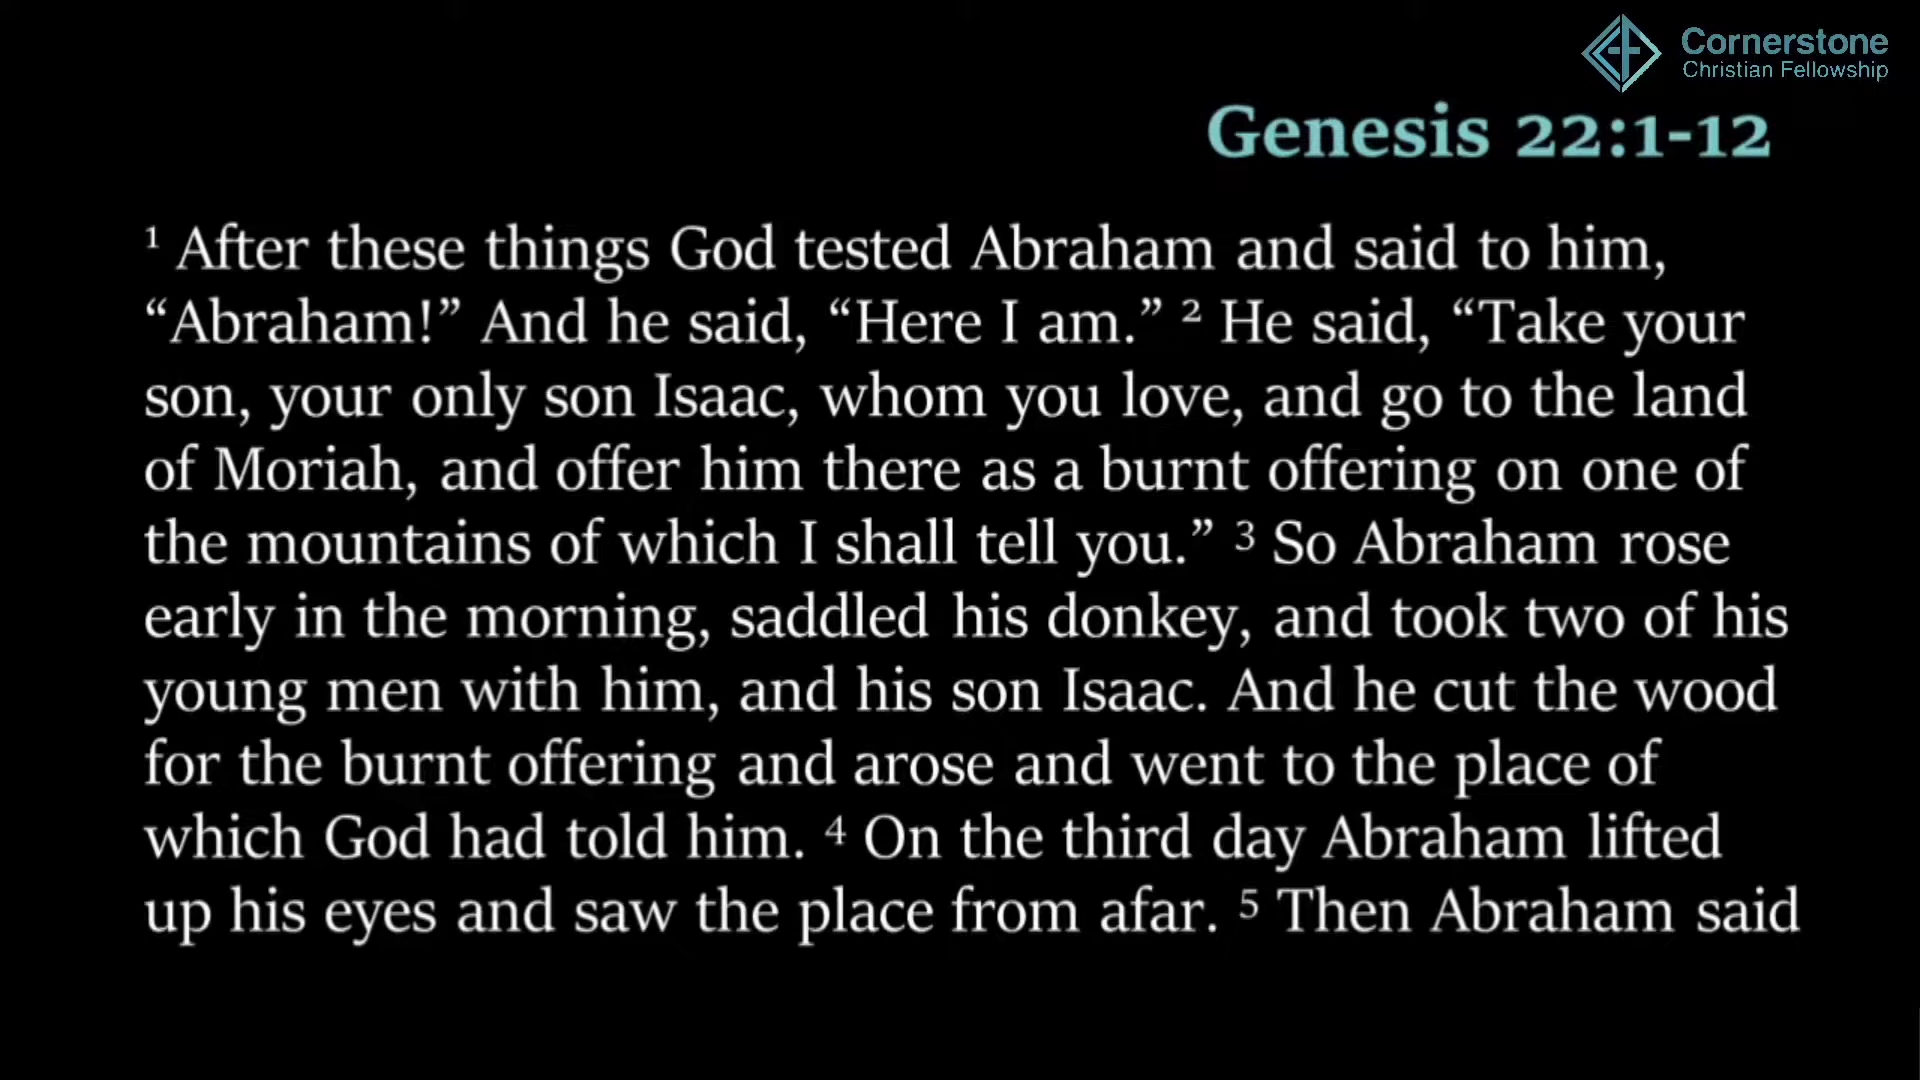 Cornerstone
Christian Fellowship
Genesis 22:1-12
¹ After these things God tested Abraham and said to him,
“Abraham!” And he said, “Here I am.” ² He said, “Take your
son, your only son Isaac, whom you love, and go to the land
of Moriah, and offer him there as a burnt offering on one of
the mountains of which I shall tell you.” ³ So Abraham rose
early in the morning, saddled his donkey, and took two of his
young men with him, and his son Isaac. And he cut the wood
for the burnt offering and arose and went to the place of
which God had told him. ⁴ On the third day Abraham lifted
up his eyes and saw the place from afar. ⁵ Then Abraham said